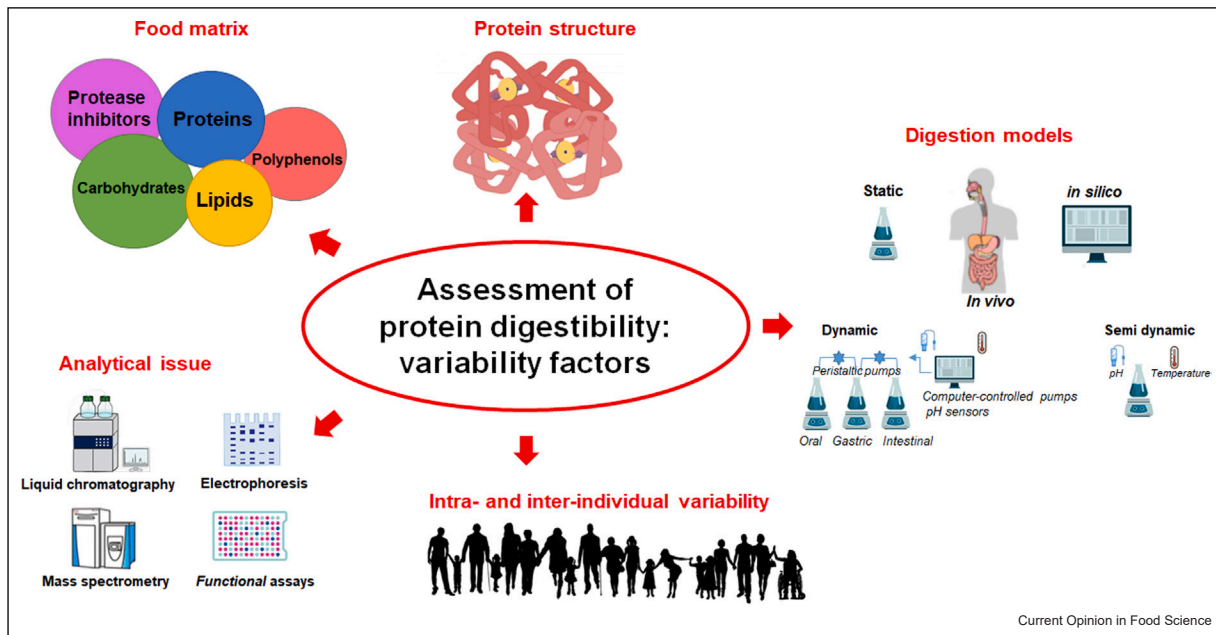 Food matrix
Protease
inhibitors
Proteins
Polyphenols
Carbohydrates
Lipids
Protein structure
Digestion models
Static
in silico
In vivo
Dynamic
Peristaltic pumps
Computer-controlled pumps
pH sensors
Oral Gastric Intestinal
Semi dynamic
pH
Temperature
Assessment of
protein digestibility:
variability factors
Analytical issue
Liquid chromatography
Electrophoresis
Mass spectrometry
Functional assays
Intra- and inter-individual variability
Current Opinion in Food Science